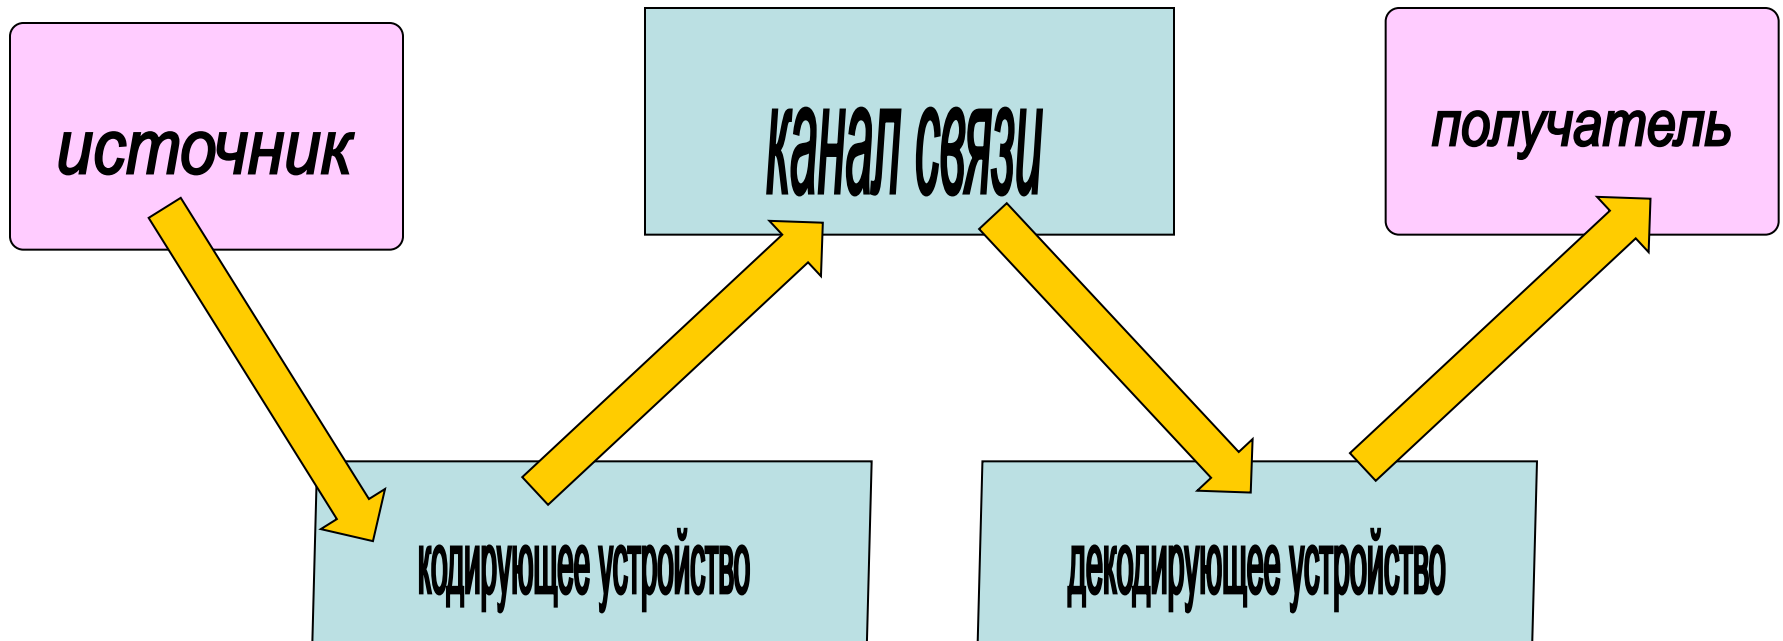 источник
канал связи
получатель
кодирующее устройство
декодирующее устройство